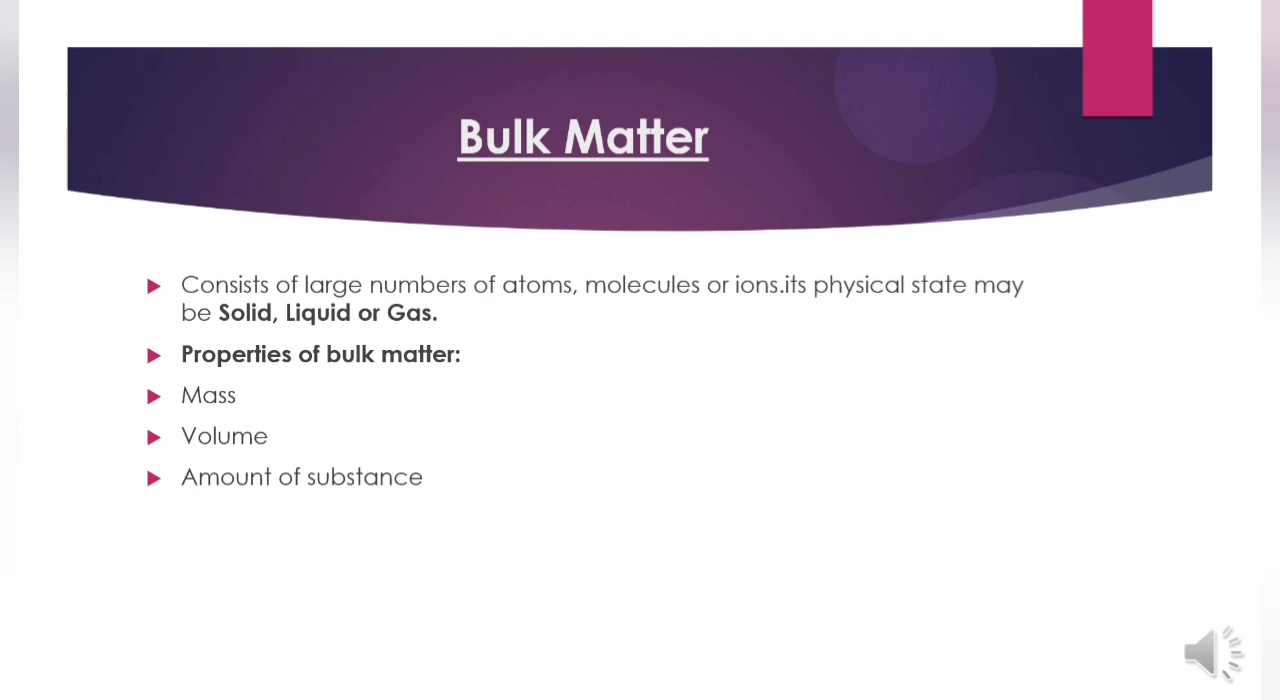 Bulk Matter
Consists of large numbers of atoms, molecules or ions.its physical state may
be Solid, Liquid or Gas.
Properties of bulk matter:
Mass
Volume
Amount of substance